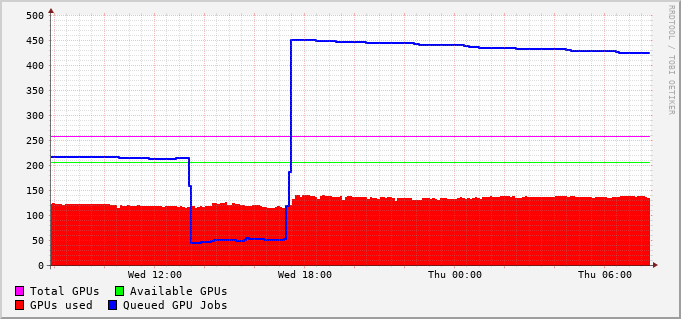 500
450
400
350
300
250
200
150
100
50
0
Wed 12:00 Wed 18:00 Thu 00:00 Thu 06:00
Total GPUs Available GPUs
GPUs used Queued GPU Jobs
RRDTOOL / TOBI OETIKER